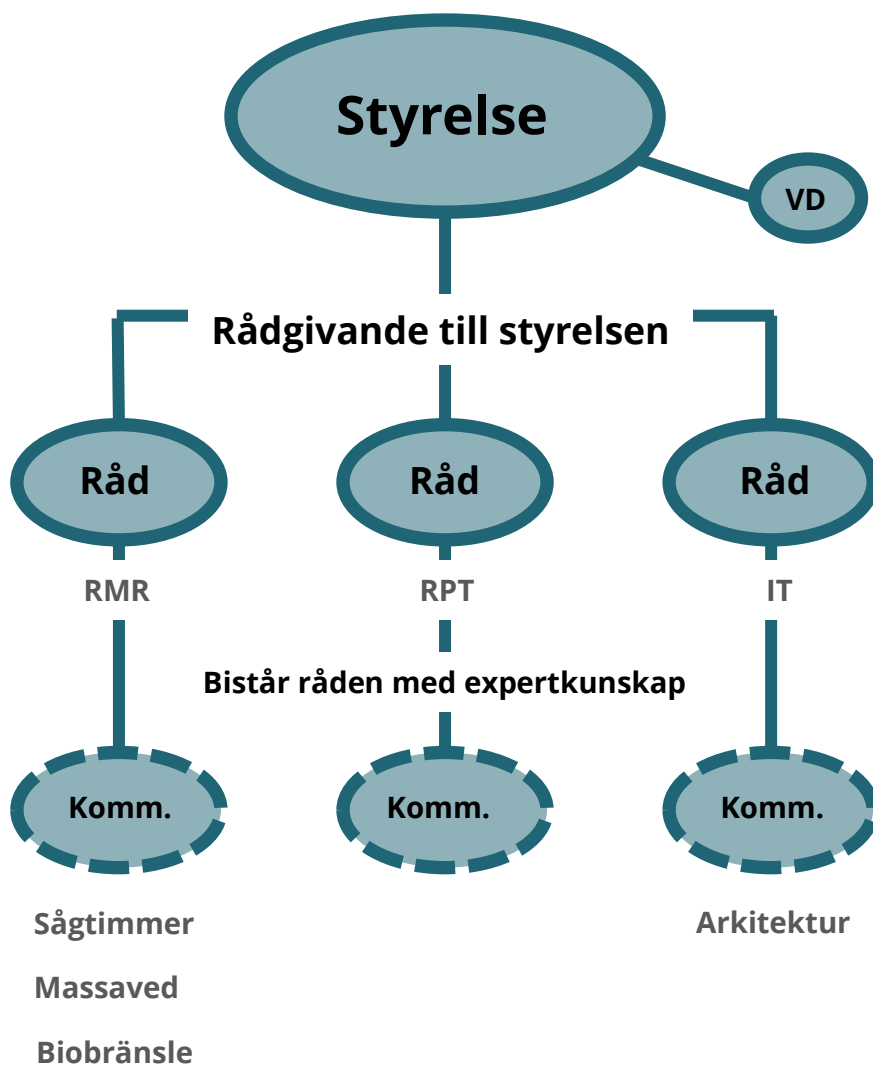 Styrelse
VD
Rådgivande till styrelsen
Råd
Råd
Råd
RMR
RPT
IT
Bistår råden med expertkunskap
Komm.
Komm.
Komm.
Sågtimmer
Arkitektur
Massaved
Biobränsle